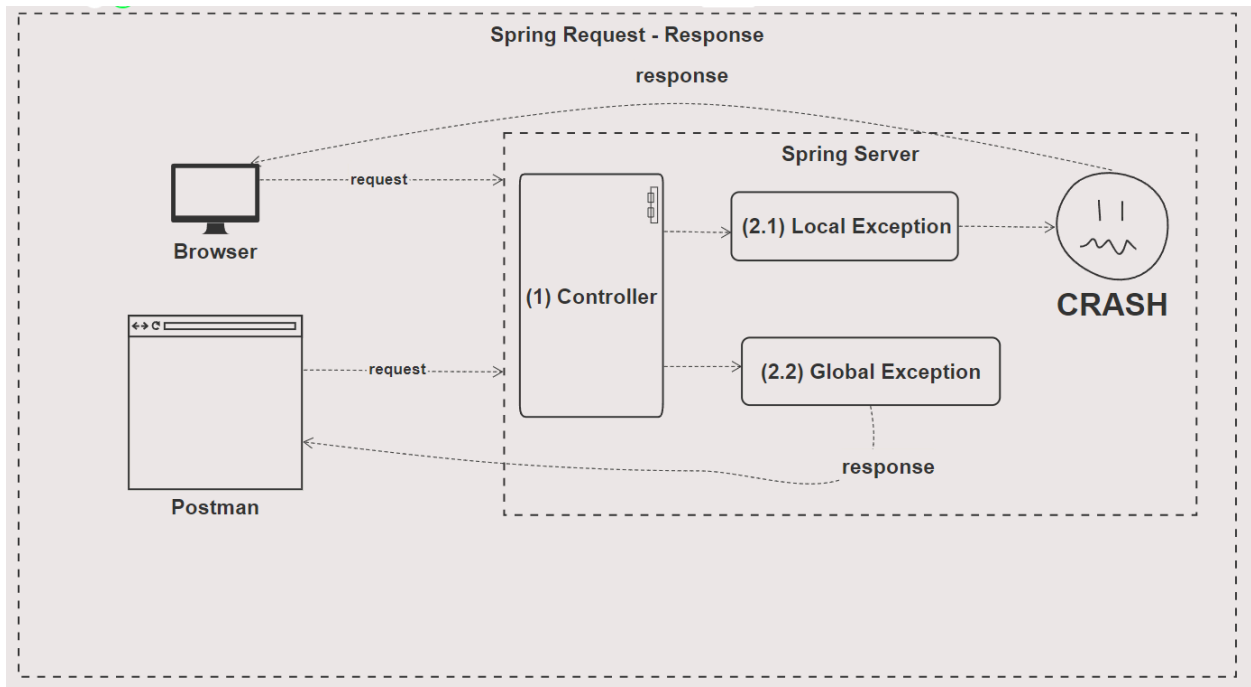 Spring Request - Response
response
Spring Server
request
Browser
(2.1) Local Exception
CRASH
(1) Controller
request
(2.2) Global Exception
response
Postman